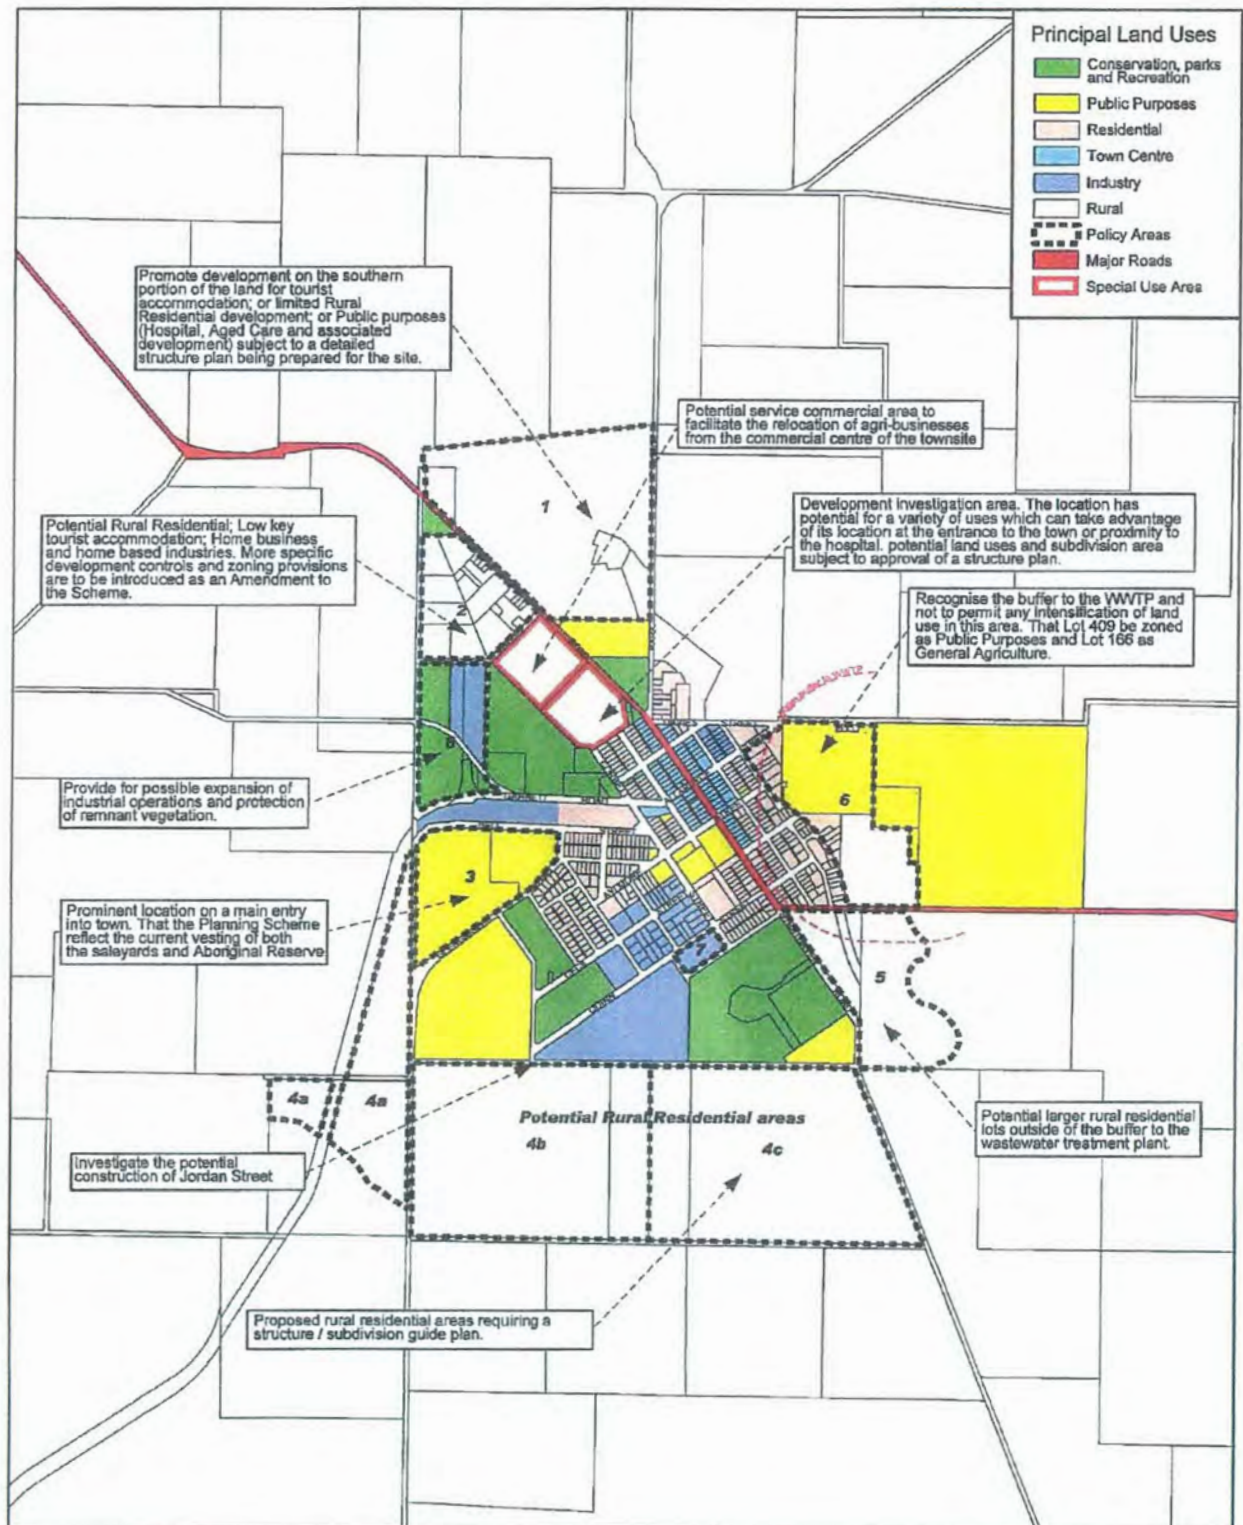 Principal Land Uses
Conservation, parks
and Recreation
Public Purposes
Residential
Town Centre
Industry
Rural
Policy Areas
Major Roads
Special Use Area
Promote development on the southern
portion of the land for tourist
accommodation; or limited Rural
Residential development; or Public purposes
(Hospital, Aged Care and associated
development) subject to a detailed
structure plan being prepared for the site.
Potential service commercial area to
facilitate the relocation of agri-businesses
from the commercial centre of the townsite
1
Development investigation area. The location has
potential for a variety of uses which can take advantage
of its location at the entrance to the town or proximity to
the hospital. potential land uses and subdivision area
subject to approval of a structure plan.
Potential Rural Residential; Low key
tourist accommodation; Home business
and home based industries. More specific
development controls and zoning provisions
are to be introduced as an Amendment to
the Scheme.
2
Recognise the buffer to the WWTP and
not to permit any intensification of land
use in this area. That Lot 409 be zoned
as Public Purposes and Lot 166 as
General Agriculture.
8
Provide for possible expansion of
industrial operations and protection
of remnant vegetation.
6
3
Prominent location on a main entry
into town. That the Planning Scheme
reflect the current vesting of both
the saleyards and Aboriginal Reserve
7
5
4a
4a
Potential Rural Residential areas
4b
4c
Potential larger rural residential
lots outside of the buffer to the
wastewater treatment plant.
Investigate the potential
construction of Jordan Street
Proposed rural residential areas requiring a
structure / subdivision guide plan.